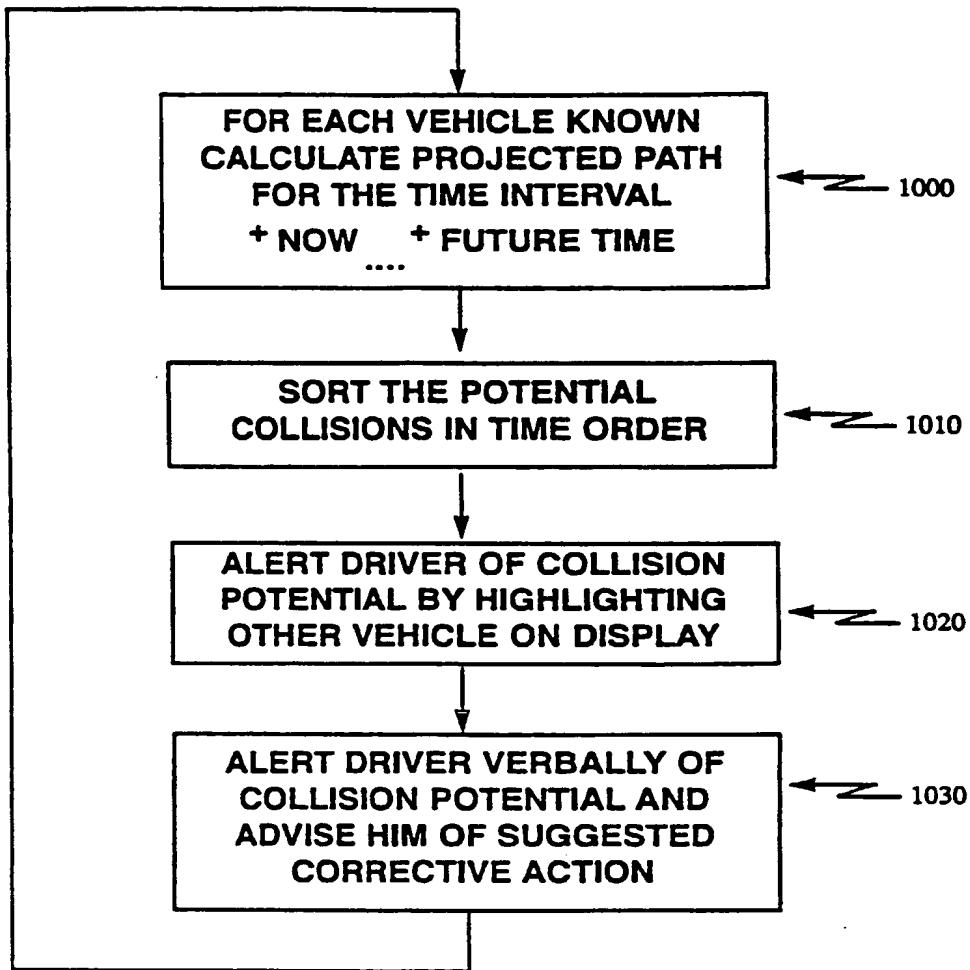 FOR EACH VEHICLE KNOWN
CALCULATE PROJECTED PATH
FOR THE TIME INTERVAL
+ NOW .... + FUTURE TIME
1000
SORT THE POTENTIAL
COLLISIONS IN TIME ORDER
1010
ALERT DRIVER OF COLLISION
POTENTIAL BY HIGHLIGHTING
OTHER VEHICLE ON DISPLAY
1020
ALERT DRIVER VERBALLY OF
COLLISION POTENTIAL AND
ADVISE HIM OF SUGGESTED
CORRECTIVE ACTION
1030